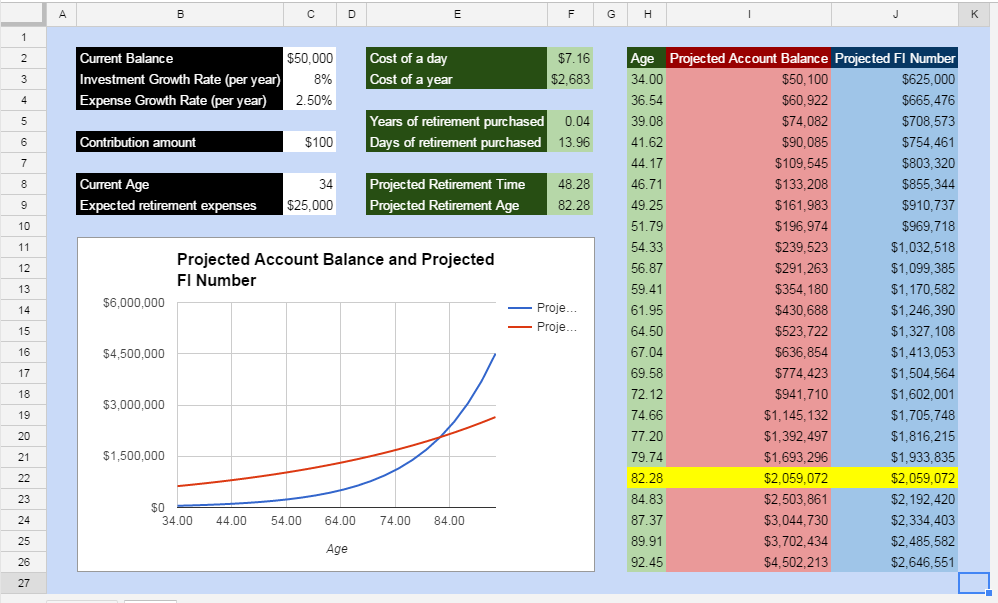 A B C D E F G H I J K
1
2 Current Balance $50,000 Cost of a day $7.16 Age Projected Account Balance Projected FI Number
3 Investment Growth Rate (per year) 8% Cost of a year $2,683 34.00 $50,100 $625,000
4 Expense Growth Rate (per year) 2.50% 36.54 $60,922 $665,476
5 Years of retirement purchased 0.04 39.08 $74,082 $708,573
6 Contribution amount $100 Days of retirement purchased 13.96 41.62 $90,085 $754,461
7 44.17 $109,545 $803,320
8 Current Age 34 Projected Retirement Time 48.28 46.71 $133,208 $855,344
9 Expected retirement expenses $25,000 Projected Retirement Age 82.28 49.25 $161,983 $910,737
10 51.79 $196,974 $969,718
11 54.33 $239,523 $1,032,518
12 56.87 $291,263 $1,099,385
13 59.41 $354,180 $1,170,582
14 61.95 $430,688 $1,246,390
15 64.50 $523,722 $1,327,108
16 67.04 $636,854 $1,413,053
17 69.58 $774,423 $1,504,564
18 72.12 $941,710 $1,602,001
19 74.66 $1,145,132 $1,705,748
20 77.20 $1,392,497 $1,816,215
21 79.74 $1,693,296 $1,933,835
22 82.28 $2,059,072 $2,059,072
23 84.83 $2,503,861 $2,192,420
24 87.37 $3,044,730 $2,334,403
25 89.91 $3,702,434 $2,485,582
26 92.45 $4,502,213 $2,646,551
27
Projected Account Balance and Projected
FI Number
$6,000,000
$4,500,000
$3,000,000
$1,500,000
$0
34.00 44.00 54.00 64.00 74.00 84.00
Age
Proje...
Proje...